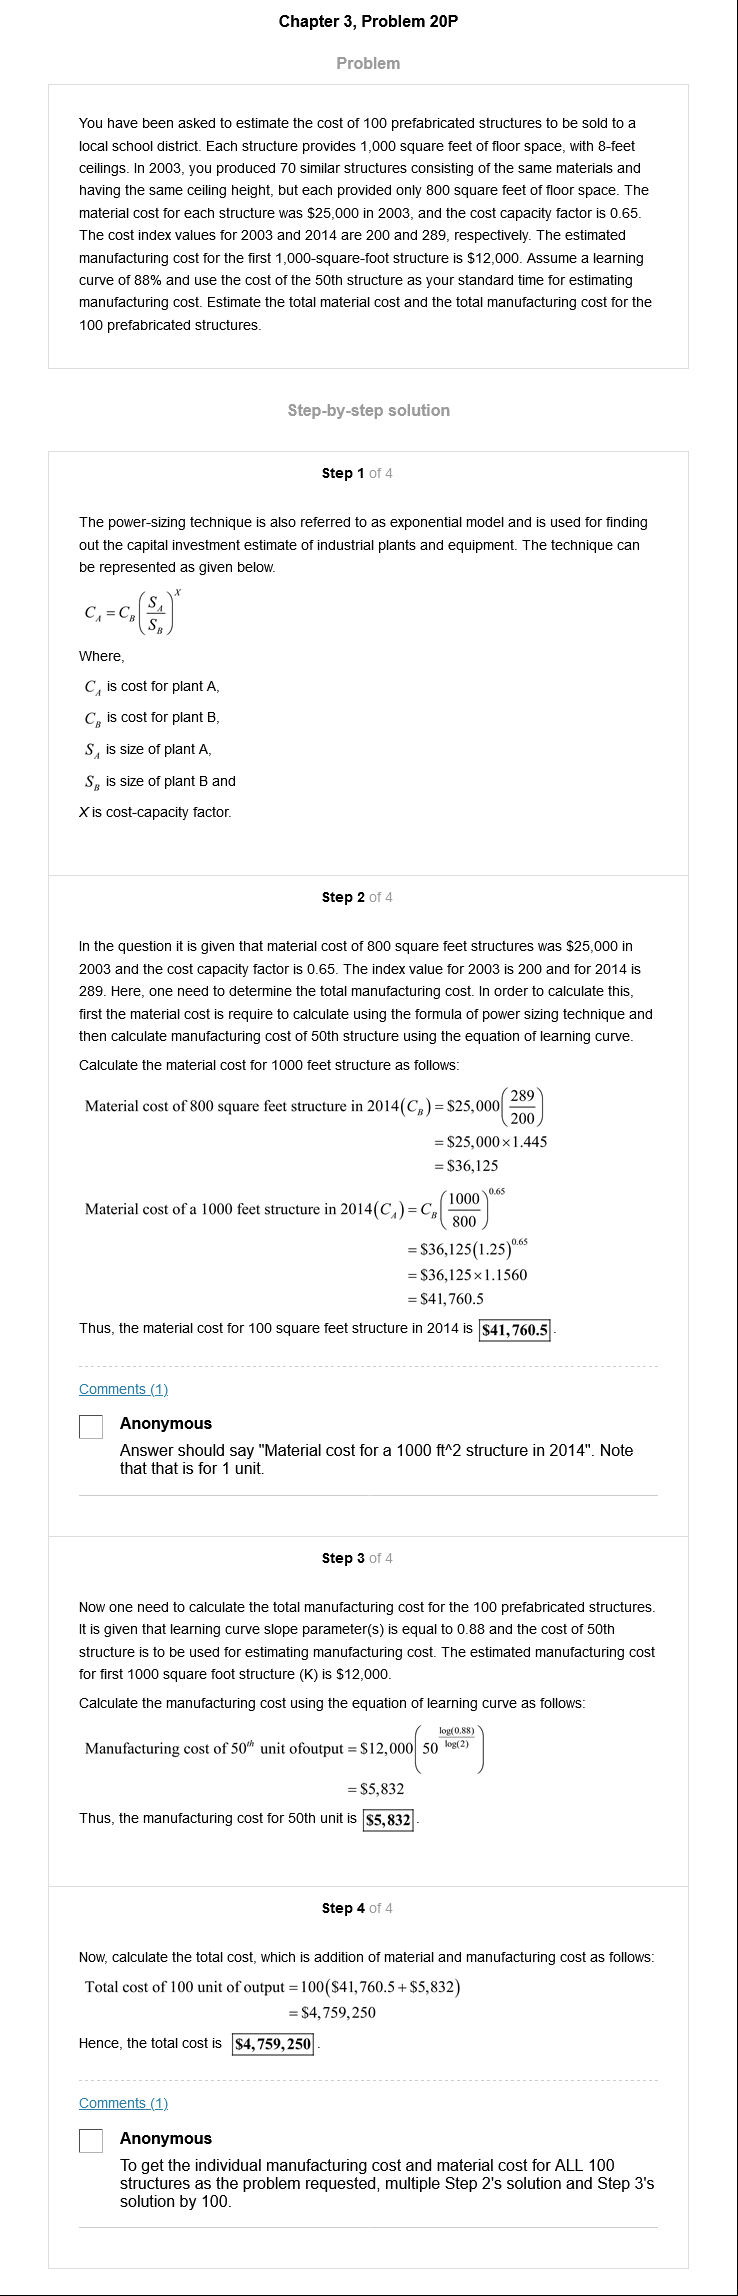 Chapter 3, Problem 20P
Problem
You have been asked to estimate the cost of 100 prefabricated structures to be sold to a
local school district. Each structure provides 1,000 square feet of floor space, with 8-feet
ceilings. In 2003, you produced 70 similar structures consisting of the same materials and
having the same ceiling height, but each provided only 800 square feet of floor space. The
material cost for each structure was $25,000 in 2003, and the cost capacity factor is 0.65.
The cost index values for 2003 and 2014 are 200 and 289, respectively. The estimated
manufacturing cost for the first 1,000-square-foot structure is $12,000. Assume a learning
curve of 88% and use the cost of the 50th structure as your standard time for estimating
manufacturing cost. Estimate the total material cost and the total manufacturing cost for the
100 prefabricated structures.
Step-by-step solution
Step 1 of 4
The power-sizing technique is also referred to as exponential model and is used for finding
out the capital investment estimate of industrial plants and equipment. The technique can
be represented as given below.
C_A = C_B (S_A / S_B)^X
Where,
C_A is cost for plant A,
C_B is cost for plant B,
S_A is size of plant A,
S_B is size of plant B and
X is cost-capacity factor.
Step 2 of 4
In the question it is given that material cost of 800 square feet structures was $25,000 in
2003 and the cost capacity factor is 0.65. The index value for 2003 is 200 and for 2014 is
289. Here, one need to determine the total manufacturing cost. In order to calculate this,
first the material cost is require to calculate using the formula of power sizing technique and
then calculate manufacturing cost of 50th structure using the equation of learning curve.
Calculate the material cost for 1000 feet structure as follows:
Material cost of 800 square feet structure in 2014(C_B) = $25,000(289/200)
= $25,000×1.445
= $36,125
Material cost of a 1000 feet structure in 2014(C_A) = C_B(1000/800)^0.65
= $36,125(1.25)^0.65
= $36,125×1.1560
= $41,760.5
Thus, the material cost for 100 square feet structure in 2014 is $41,760.5.
Comments (1)
Anonymous
Answer should say "Material cost for a 1000 ft^2 structure in 2014". Note
that that is for 1 unit.
Step 3 of 4
Now one need to calculate the total manufacturing cost for the 100 prefabricated structures.
It is given that learning curve slope parameter(s) is equal to 0.88 and the cost of 50th
structure is to be used for estimating manufacturing cost. The estimated manufacturing cost
for first 1000 square foot structure (K) is $12,000.
Calculate the manufacturing cost using the equation of learning curve as follows:
Manufacturing cost of 50^th unit ofoutput = $12,000(50^(log(0.88)/log(2)))
= $5,832
Thus, the manufacturing cost for 50th unit is $5,832.
Step 4 of 4
Now, calculate the total cost, which is addition of material and manufacturing cost as follows:
Total cost of 100 unit of output = 100($41,760.5 + $5,832)
= $4,759,250
Hence, the total cost is $4,759,250.
Comments (1)
Anonymous
To get the individual manufacturing cost and material cost for ALL 100
structures as the problem requested, multiple Step 2's solution and Step 3's
solution by 100.